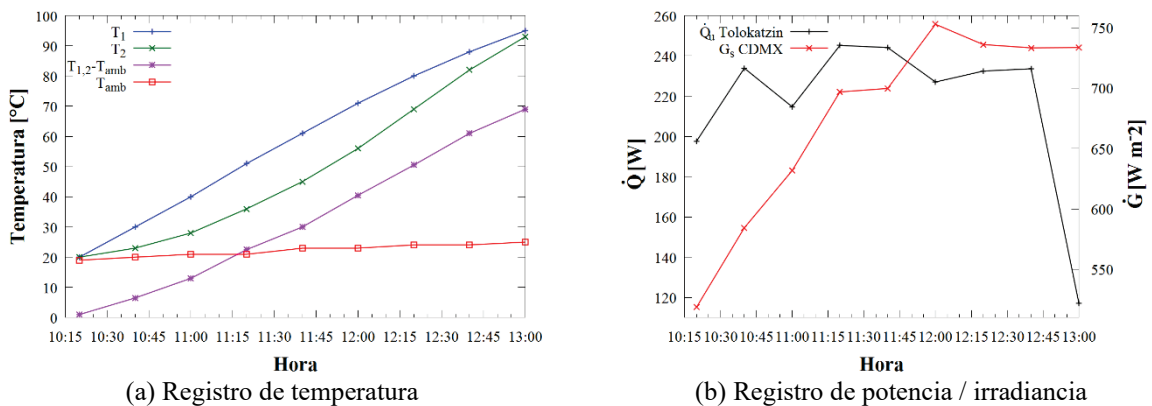 100
90
80
70
60
50
40
30
20
10
0
Temperatura [°C]
T1
T2
T1,2-Tamb
Tamb
10:15 10:30 10:45 11:00 11:15 11:30 11:45 12:00 12:15 12:30 12:45 13:00
Hora
(a) Registro de temperatura
260
240
220
200
180
160
140
120
Q̇ [W]
Q̇u Tolokatzin
Gs CDMX
750
700
650
600
550
Ġ [W m-2]
10:15 10:30 10:45 11:00 11:15 11:30 11:45 12:00 12:15 12:30 12:45 13:00
Hora
(b) Registro de potencia / irradiancia